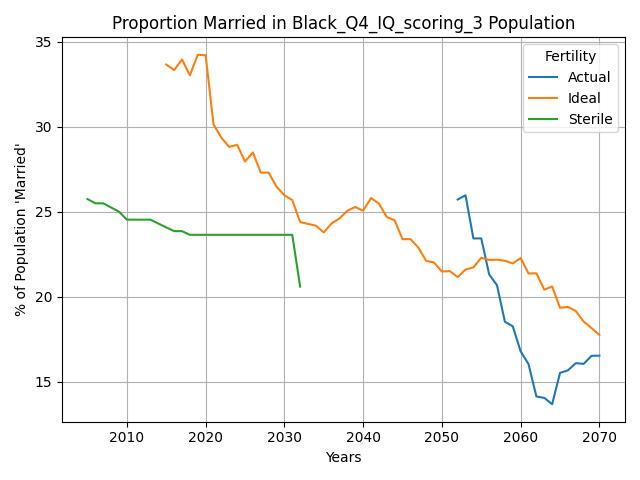 Proportion Married in Black_Q4_IQ_scoring_3 Population
% of Population 'Married'
35
30
25
20
15
Fertility
Actual
Ideal
Sterile
2010 2020 2030 2040 2050 2060 2070
Years